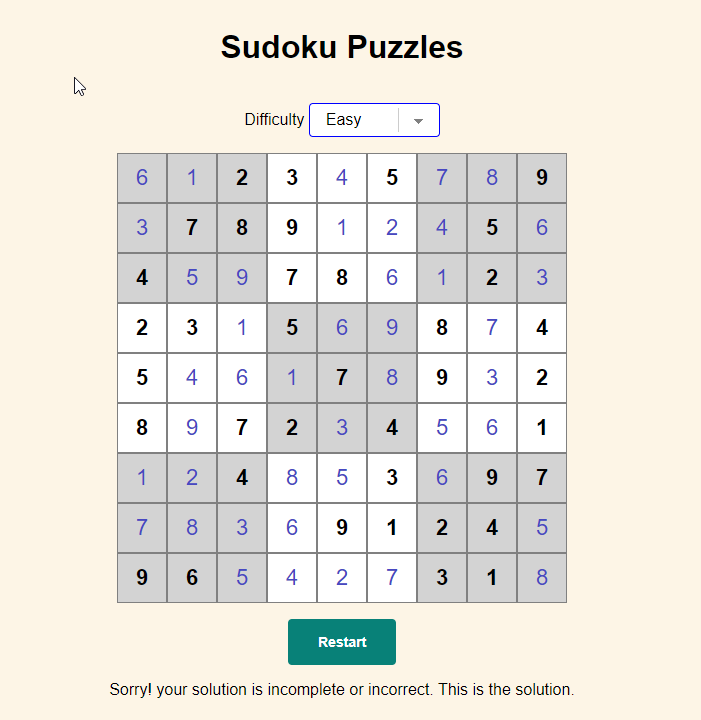 Sudoku Puzzles
Difficulty Easy
6 1 2 3 4 5 7 8 9
3 7 8 9 1 2 4 5 6
4 5 9 7 8 6 1 2 3
2 3 1 5 6 9 8 7 4
5 4 6 1 7 8 9 3 2
8 9 7 2 3 4 5 6 1
1 2 4 8 5 3 6 9 7
7 8 3 6 9 1 2 4 5
9 6 5 4 2 7 3 1 8
Restart
Sorry! your solution is incomplete or incorrect. This is the solution.